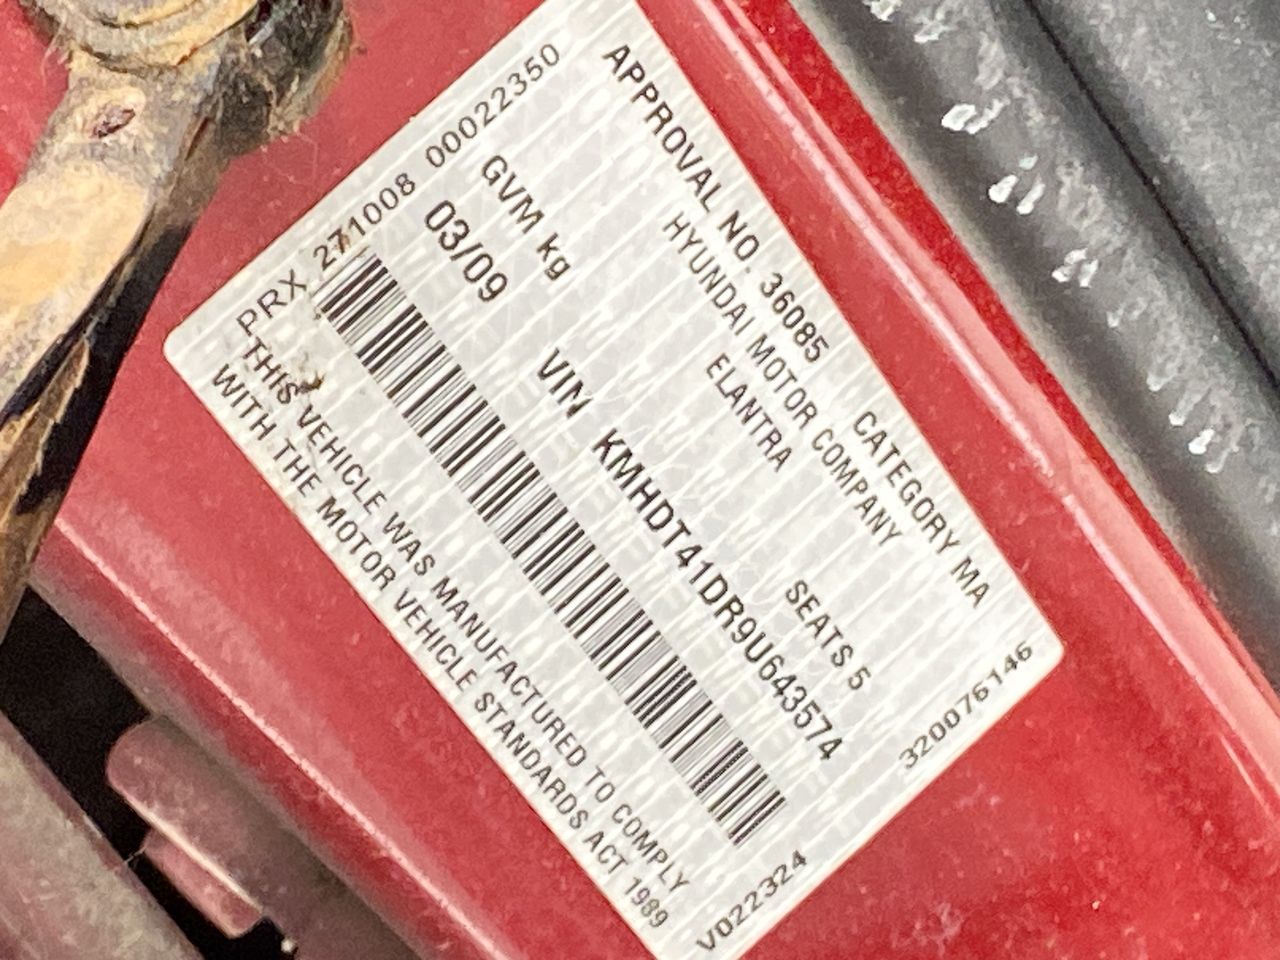 APPROVAL NO. 36085 CATEGORY MA
HYUNDAI MOTOR COMPANY
ELANTRA SEATS 5
GVM kg
03/09 VIN KMHDT41DR9U643574
THIS VEHICLE WAS MANUFACTURED TO COMPLY
WITH THE MOTOR VEHICLE STANDARDS ACT 1989
PRX 271008 00022350
V022324
320076146